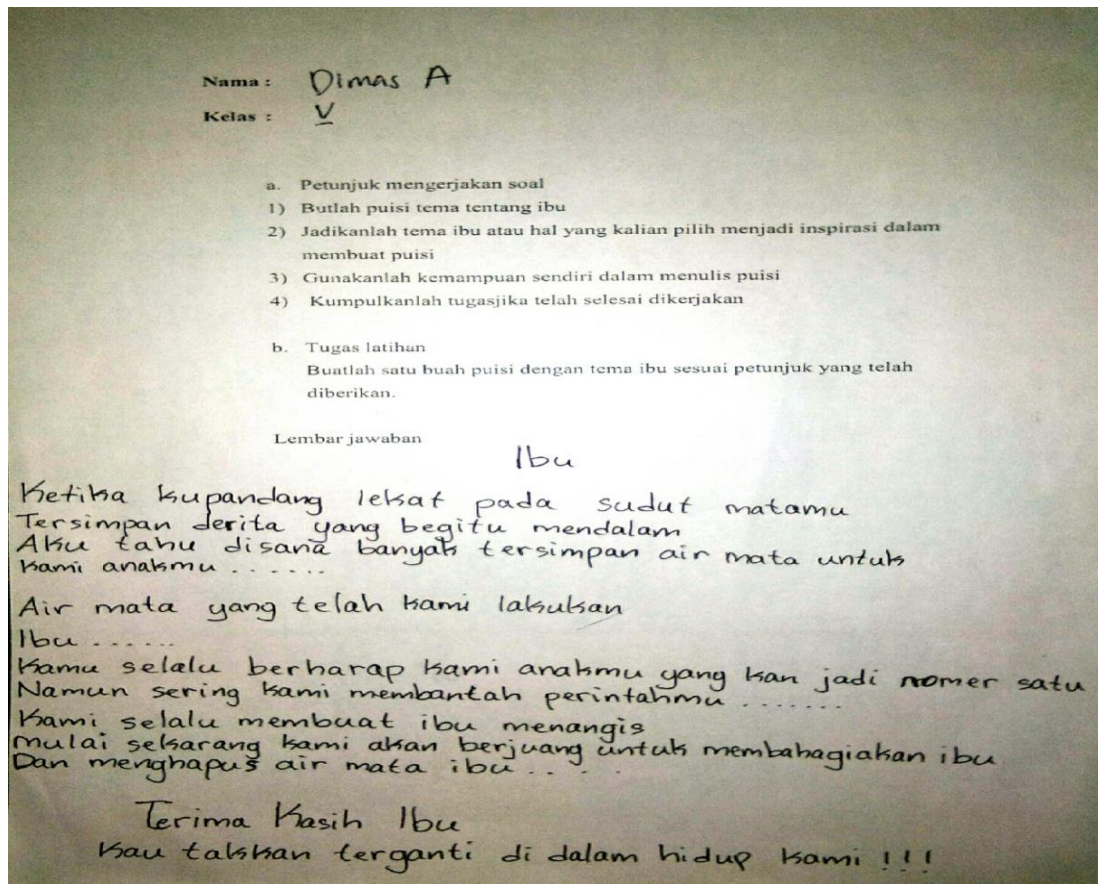 Nama : Dimas A
Kelas : V
a. Petunjuk mengerjakan soal
1) Butlah puisi tema tentang ibu
2) Jadikanlah tema ibu atau hal yang kalian pilih menjadi inspirasi dalam
membuat puisi
3) Gunakanlah kemampuan sendiri dalam menulis puisi
4) Kumpulkanlah tugasjika telah selesai dikerjakan
b. Tugas latihan
Buatlah satu buah puisi dengan tema ibu sesuai petunjuk yang telah
diberikan.
Lembar jawaban
Ibu
Ketika kupandang lekat pada sudut matamu
Tersimpan derita yang begitu mendalam
Aku tahu disana banyak tersimpan air mata untuk
kami anakmu . . . . . .
Air mata yang telah kami lakukan
Ibu . . . . . .
Kamu selalu berharap kami anakmu yang kan jadi nomer satu
Namun sering kami membantah perintahmu . . . . . . .
Kami selalu membuat ibu menangis
mulai sekarang kami akan berjuang untuk membahagiakan ibu
Dan menghapus air mata ibu . . . .
Terima Kasih Ibu
Kau takkan terganti di dalam hidup kami !!!